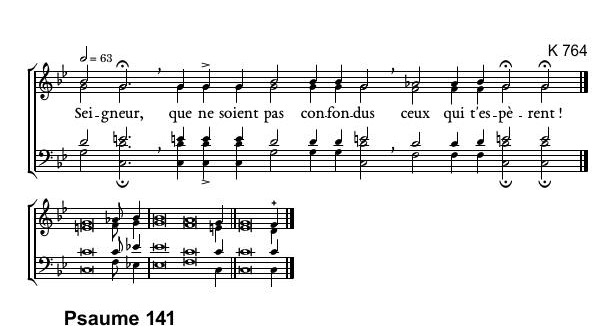 K 764
= 63
Sei-gneur, que ne soient pas con-fon-dus ceux qui t'es-pè-rent !
Psaume 141